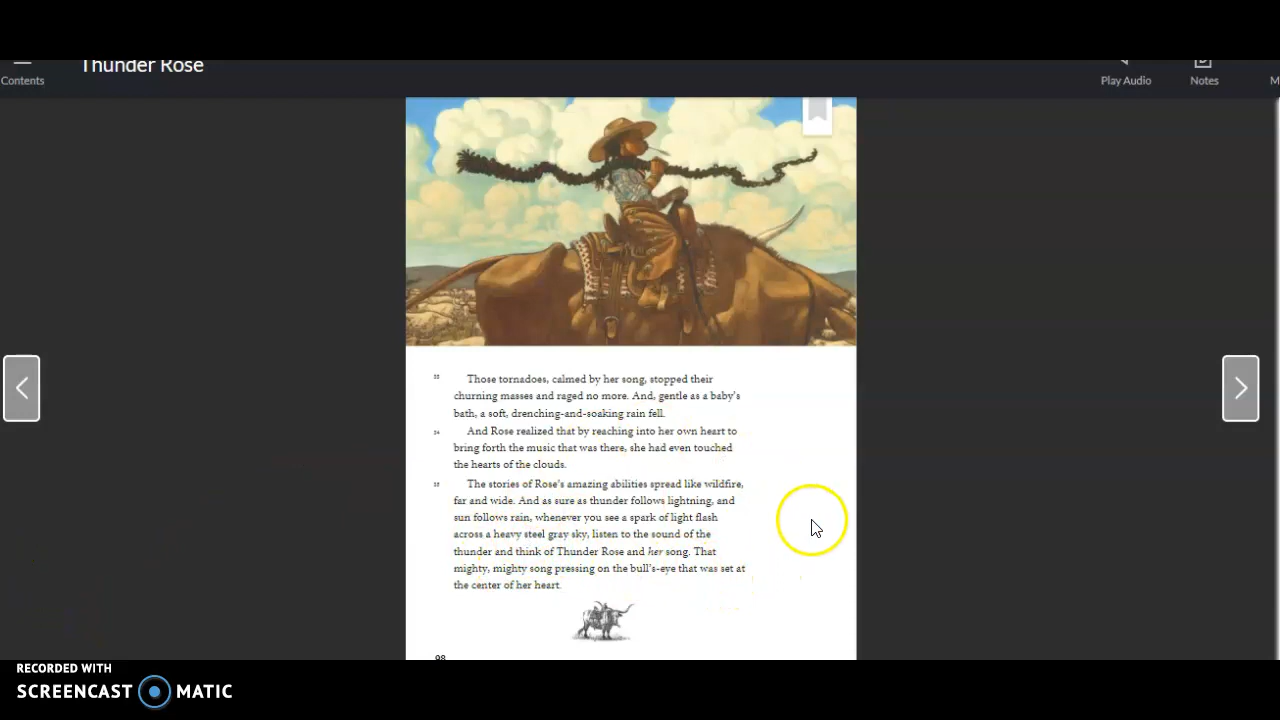 Thunder Rose
Contents
Play Audio
Notes
M
Those tornadoes, calmed by her song, stopped their
churning masses and raged no more. And, gentle as a baby's
bath, a soft, drenching-and-soaking rain fell.
And Rose realized that by reaching into her own heart to
bring forth the music that was there, she had even touched
the hearts of the clouds.
The stories of Rose's amazing abilities spread like wildfire,
far and wide. And as sure as thunder follows lightning, and
sun follows rain, whenever you see a spark of light flash
across a heavy steel gray sky, listen to the sound of the
thunder and think of Thunder Rose and her song. That
mighty, mighty song pressing on the bull's-eye that was set at
the center of her heart.
RECORDED WITH
SCREENCAST MATIC